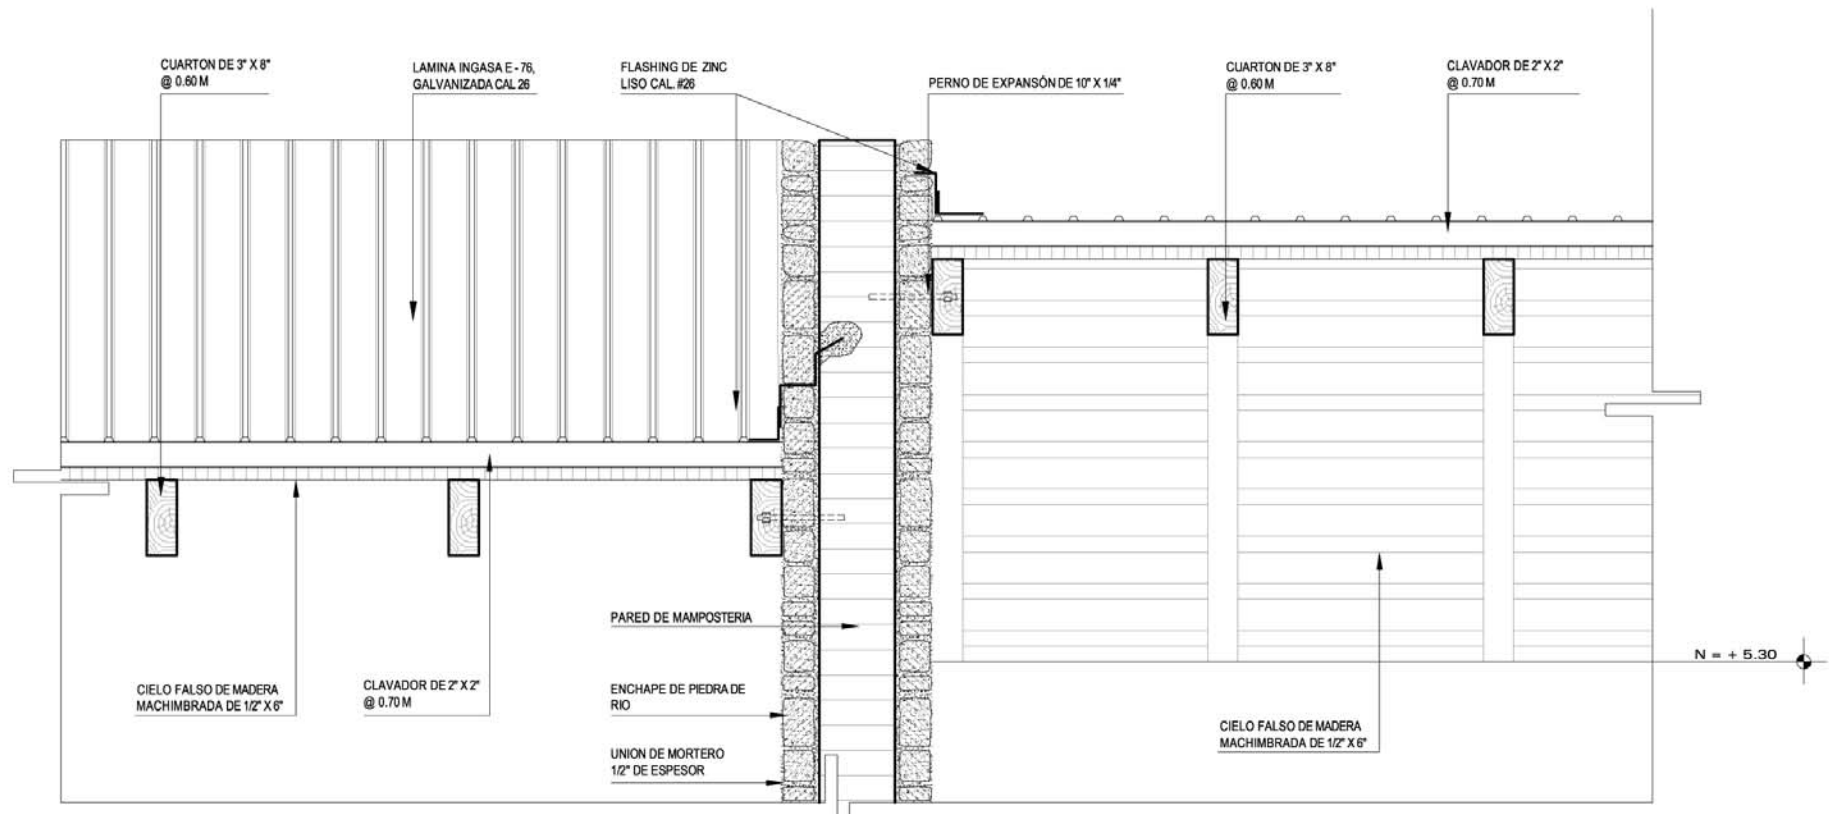 CUARTON DE 3" X 8"
@ 0.60 M
LAMINA INGASA E - 76,
GALVANIZADA CAL 26
FLASHING DE ZINC
LISO CAL. #26
PERNO DE EXPANSÓN DE 10" X 1/4"
CUARTON DE 3" X 8"
@ 0.60 M
CLAVADOR DE 2" X 2"
@ 0.70 M
PARED DE MAMPOSTERIA
N = + 5.30
CIELO FALSO DE MADERA
MACHIMBRADA DE 1/2" X 6"
CLAVADOR DE 2" X 2"
@ 0.70 M
ENCHAPE DE PIEDRA DE
RIO
CIELO FALSO DE MADERA
MACHIMBRADA DE 1/2" X 6"
UNION DE MORTERO
1/2" DE ESPESOR